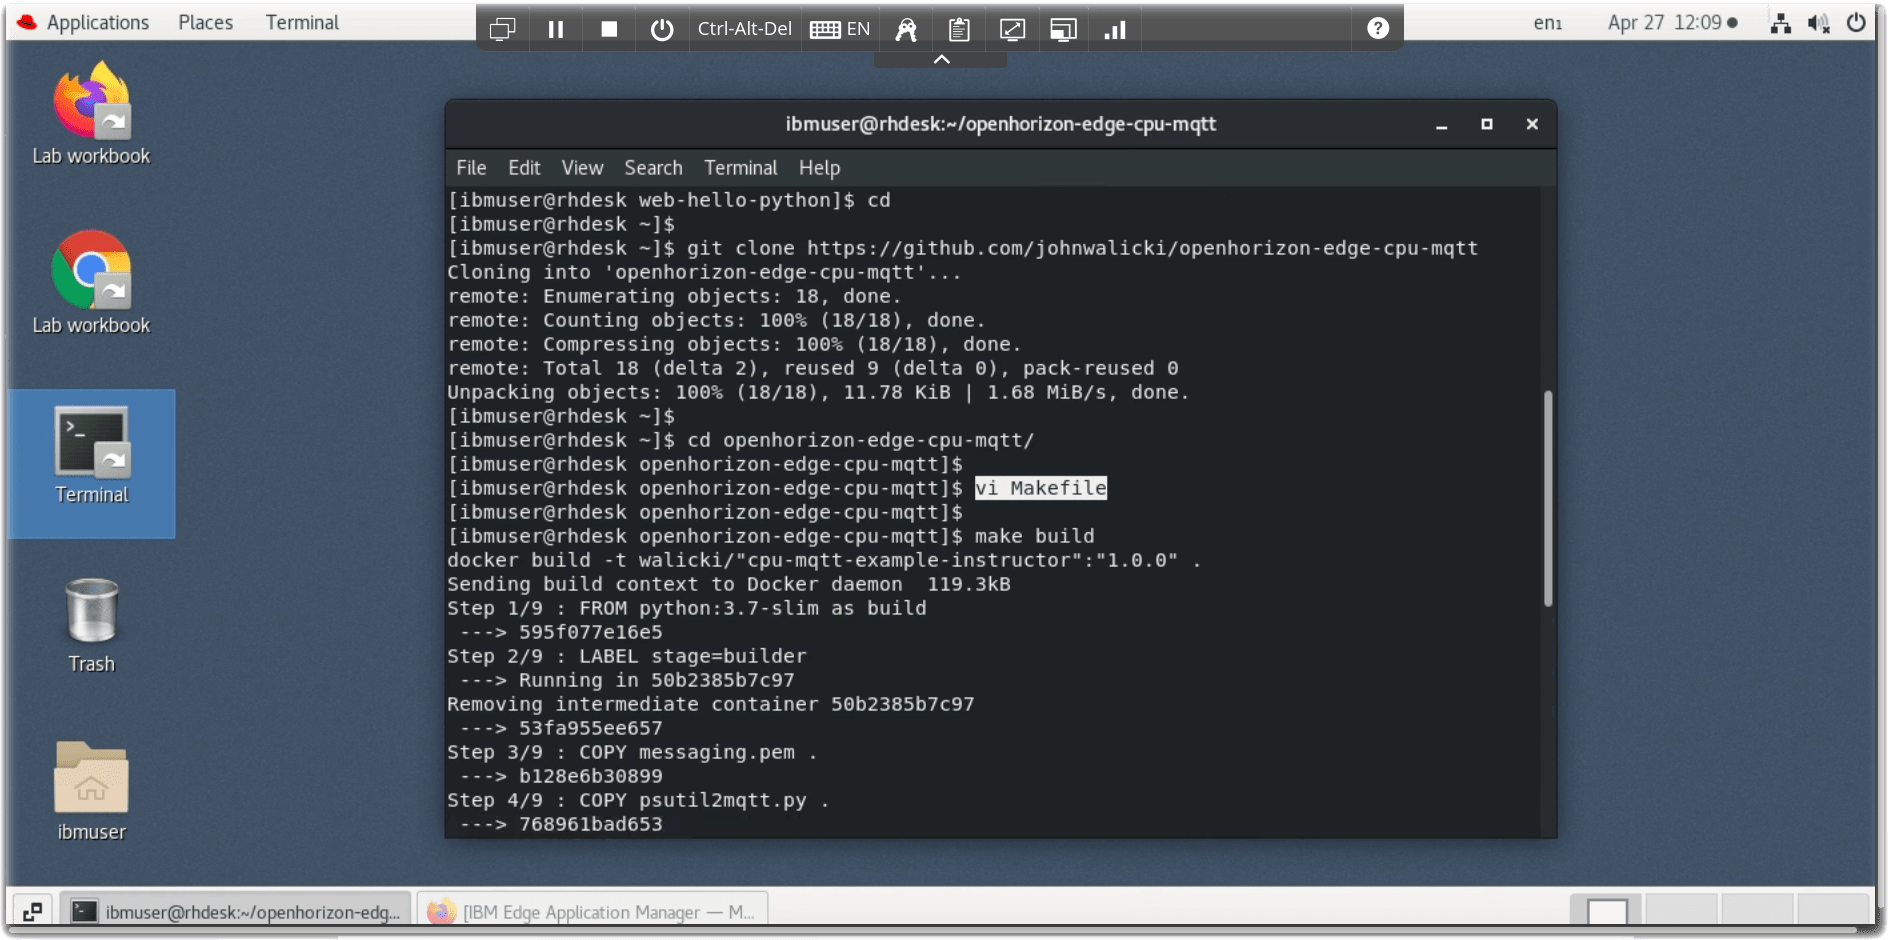 Applications Places Terminal
Ctrl-Alt-Del EN
?
en₁ Apr 27 12:09
Lab workbook
Lab workbook
>_
Terminal
Trash
ibmuser
ibmuser@rhdesk:~/openhorizon-edge-cpu-mqtt
File Edit View Search Terminal Help
[ibmuser@rhdesk web-hello-python]$ cd
[ibmuser@rhdesk ~]$
[ibmuser@rhdesk ~]$ git clone https://github.com/johnwalicki/openhorizon-edge-cpu-mqtt
Cloning into 'openhorizon-edge-cpu-mqtt'...
remote: Enumerating objects: 18, done.
remote: Counting objects: 100% (18/18), done.
remote: Compressing objects: 100% (18/18), done.
remote: Total 18 (delta 2), reused 9 (delta 0), pack-reused 0
Unpacking objects: 100% (18/18), 11.78 KiB | 1.68 MiB/s, done.
[ibmuser@rhdesk ~]$
[ibmuser@rhdesk ~]$ cd openhorizon-edge-cpu-mqtt/
[ibmuser@rhdesk openhorizon-edge-cpu-mqtt]$
[ibmuser@rhdesk openhorizon-edge-cpu-mqtt]$ vi Makefile
[ibmuser@rhdesk openhorizon-edge-cpu-mqtt]$
[ibmuser@rhdesk openhorizon-edge-cpu-mqtt]$ make build
docker build -t walicki/"cpu-mqtt-example-instructor":"1.0.0" .
Sending build context to Docker daemon  119.3kB
Step 1/9 : FROM python:3.7-slim as build
 ---> 595f077e16e5
Step 2/9 : LABEL stage=builder
 ---> Running in 50b2385b7c97
Removing intermediate container 50b2385b7c97
 ---> 53fa955ee657
Step 3/9 : COPY messaging.pem .
 ---> b128e6b30899
Step 4/9 : COPY psutil2mqtt.py .
 ---> 768961bad653
ibmuser@rhdesk:~/openhorizon-edg... [IBM Edge Application Manager — M...